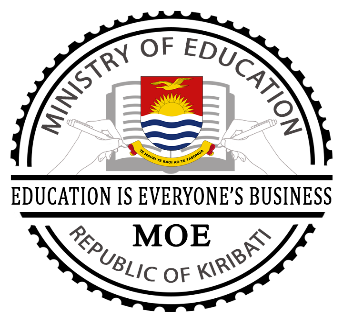 MINISTRY OF EDUCATION
EDUCATION IS EVERYONE'S BUSINESS
MOE
REPUBLIC OF KIRIBATI